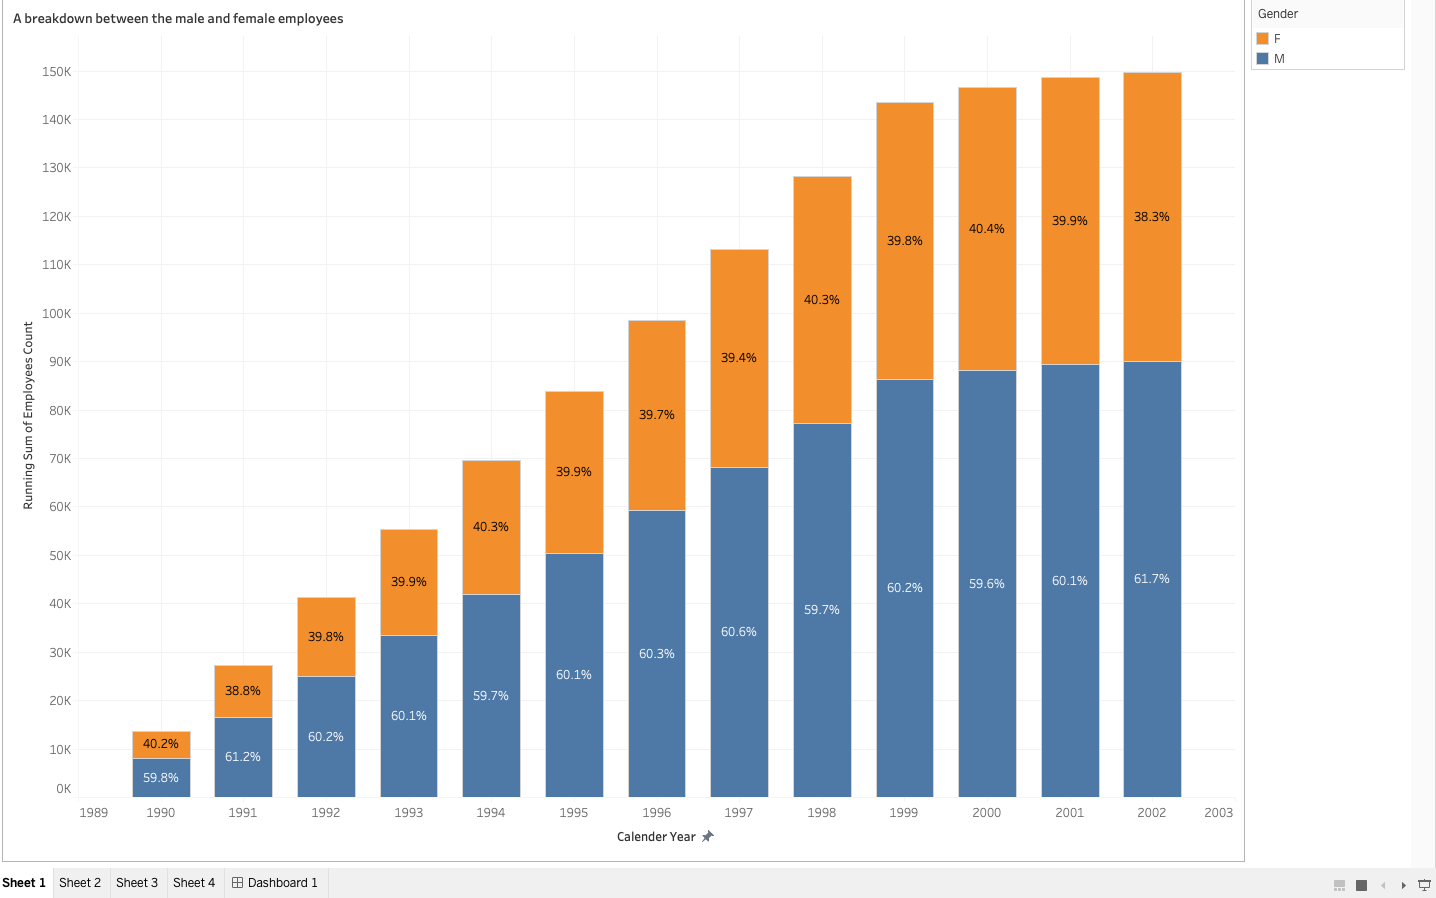 A breakdown between the male and female employees
Gender
F
M
150K
140K
130K
120K
110K
100K
90K
80K
70K
60K
50K
40K
30K
20K
10K
0K
Running Sum of Employees Count
40.2%
59.8%
38.8%
61.2%
39.8%
60.2%
39.9%
60.1%
40.3%
59.7%
39.9%
60.1%
39.7%
60.3%
39.4%
60.6%
40.3%
59.7%
39.8%
60.2%
40.4%
59.6%
39.9%
60.1%
38.3%
61.7%
1989 1990 1991 1992 1993 1994 1995 1996 1997 1998 1999 2000 2001 2002 2003
Calender Year
Sheet 1 Sheet 2 Sheet 3 Sheet 4 Dashboard 1